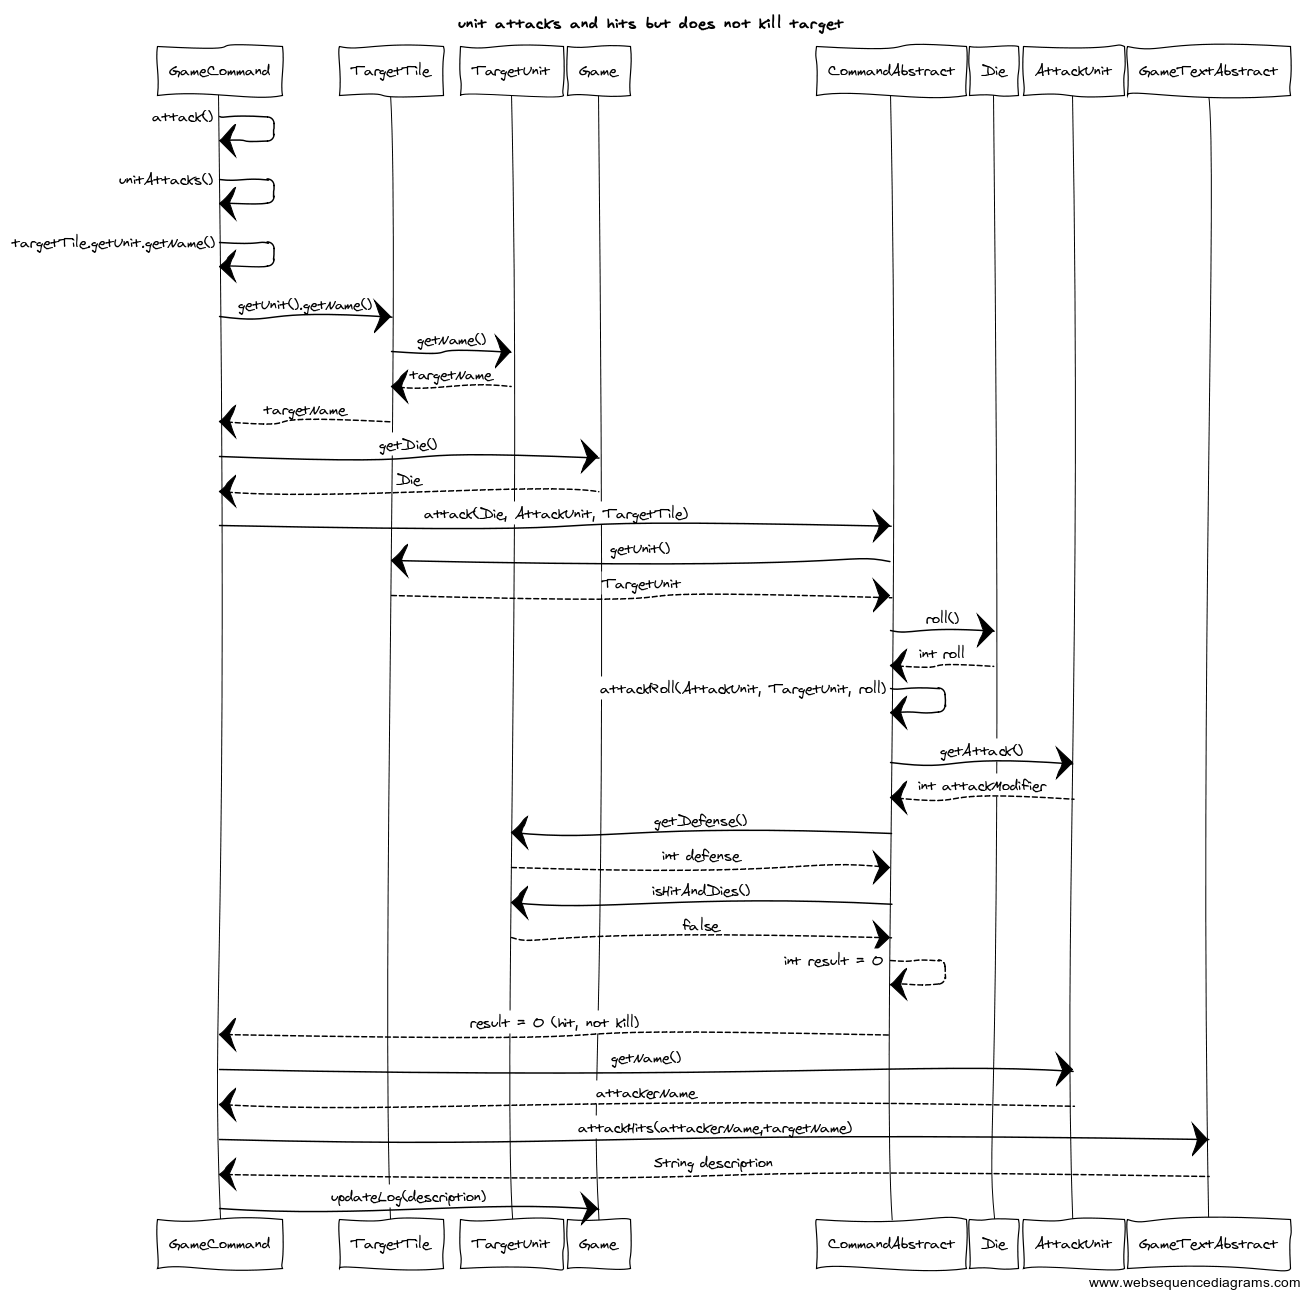 unit attacks and hits but does not kill target
GameCommand TargetTile TargetUnit Game CommandAbstract Die AttackUnit GameTextAbstract
attack()
unitAttacks()
targetTile.getUnit.getName()
getUnit().getName()
getName()
targetName
targetName
getDie()
Die
attack(Die, AttackUnit, TargetTile)
getUnit()
TargetUnit
roll()
int roll
attackRoll(AttackUnit, TargetUnit, roll)
getAttack()
int attackModifier
getDefense()
int defense
isHitAndDies()
false
int result = 0
result = 0 (hit, not kill)
getName()
attackerName
attackHits(attackerName,targetName)
String description
updateLog(description)
GameCommand TargetTile TargetUnit Game CommandAbstract Die AttackUnit GameTextAbstract
www.websequencediagrams.com